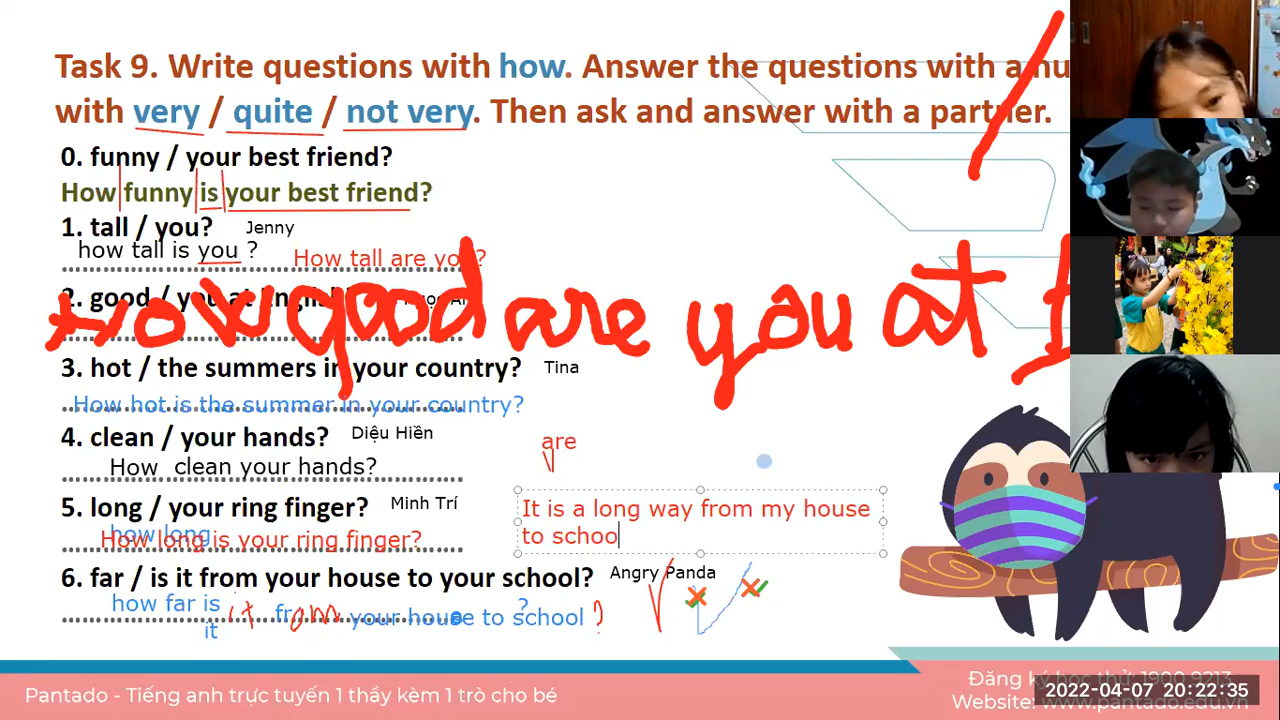 Task 9. Write questions with how. Answer the questions with a nu
with very / quite / not very. Then ask and answer with a partner.
0. funny / your best friend?
How funny is your best friend?
1. tall / you? Jenny
how tall is you ? How tall are you?
2. good / you at English?
How good are you at
3. hot / the summers in your country? Tina
How hot is the summer in your country?
4. clean / your hands? Diệu Hiền
are
How clean your hands?
5. long / your ring finger? Minh Trí
how long
How long is your ring finger?
It is a long way from my house
to schoo
6. far / is it from your house to your school? Angry Panda
how far is it from your house to school ?
?
it
Pantado - Tiếng anh trực tuyến 1 thầy kèm 1 trò cho bé
Đăng ký học thử: 1900 9213
Website: www.pantado.edu.vn
2022-04-07 20:22:35